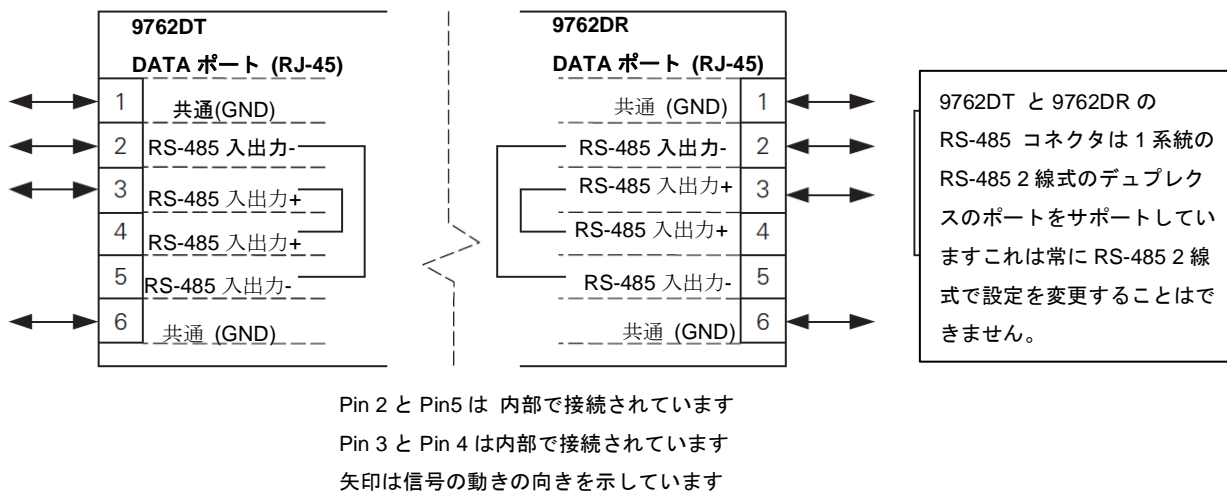 9762DT
DATA ポート (RJ-45)
1 共通(GND)
2 RS-485 入出力-
3 RS-485 入出力+
4 RS-485 入出力+
5 RS-485 入出力-
6 共通 (GND)
9762DR
DATA ポート (RJ-45)
共通 (GND) 1
RS-485 入出力- 2
RS-485 入出力+ 3
RS-485 入出力+ 4
RS-485 入出力- 5
共通 (GND) 6
9762DT と 9762DR の
RS-485 コネクタは 1 系統の
RS-485 2 線式のデュプレク
スのポートをサポートしてい
ますこれは常に RS-485 2 線
式で設定を変更することはで
きません。
Pin 2 と Pin5 は 内部で接続されています
Pin 3 と Pin 4 は内部で接続されています
矢印は信号の動きの向きを示しています